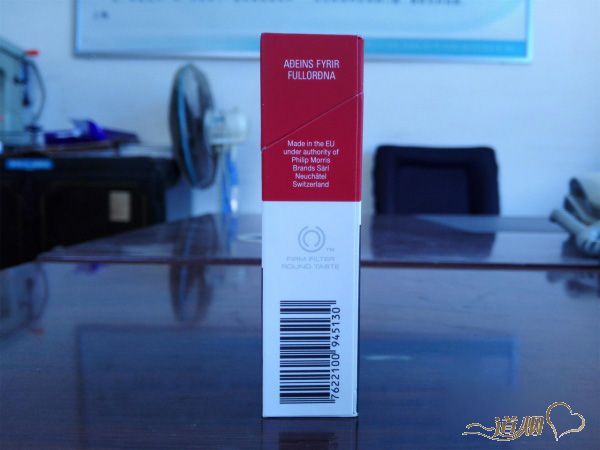 AÐEINS FYRIR
FULLORÐNA
Made in the EU
under authority of
Philip Morris
Brands Sàrl
Neuchâtel
Switzerland
TM
FIRM FILTER
ROUND TASTE
7622100 945130